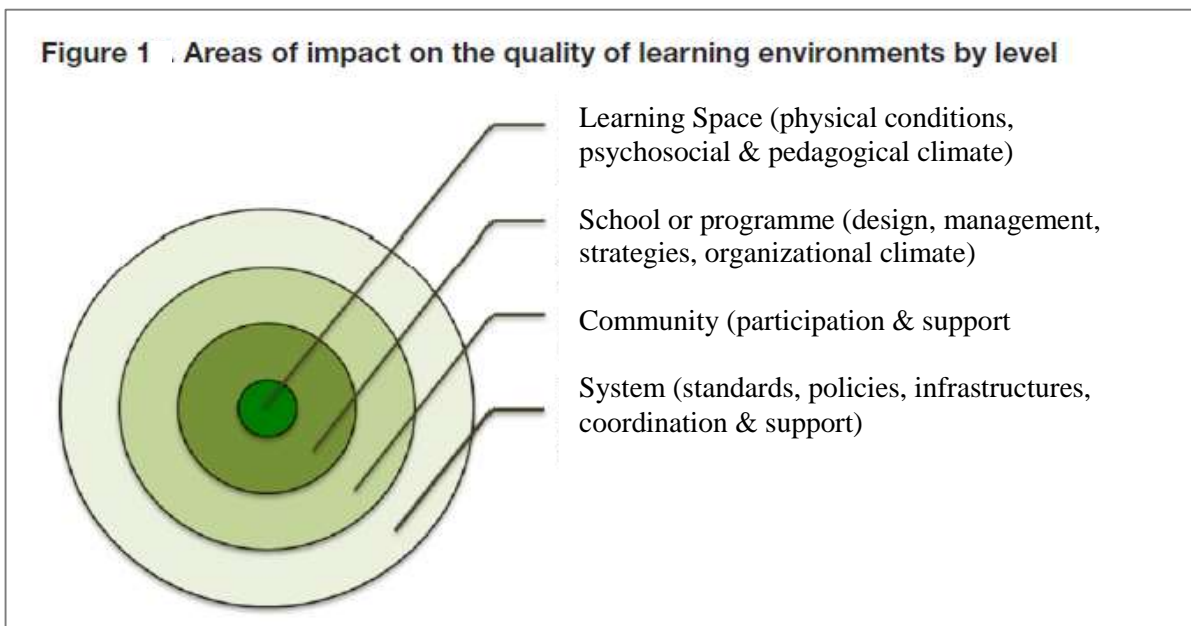 Figure 1 . Areas of impact on the quality of learning environments by level
Learning Space (physical conditions,
psychosocial & pedagogical climate)
School or programme (design, management,
strategies, organizational climate)
Community (participation & support
System (standards, policies, infrastructures,
coordination & support)